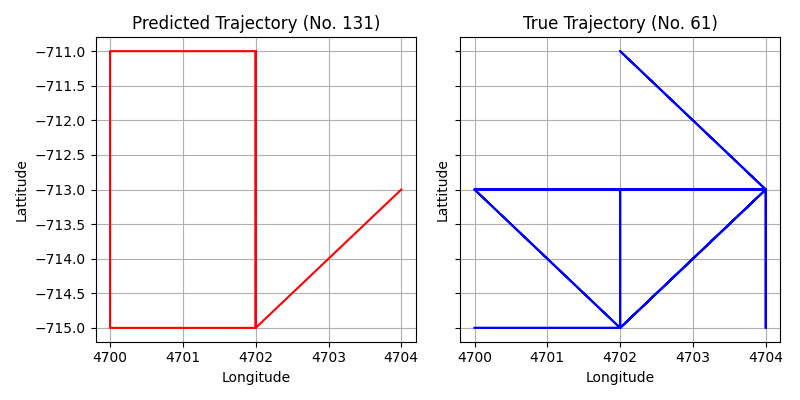 Predicted Trajectory (No. 131)
True Trajectory (No. 61)
−711.0
−711.5
−712.0
−712.5
−713.0
−713.5
−714.0
−714.5
−715.0
Lattitude
Lattitude
4700 4701 4702 4703 4704
4700 4701 4702 4703 4704
Longitude
Longitude